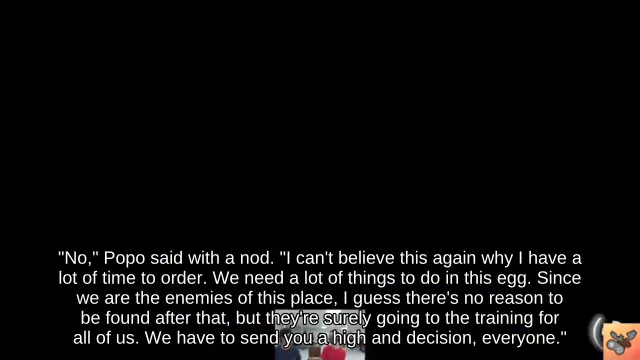 "No," Popo said with a nod. "I can't believe this again why I have a
lot of time to order. We need a lot of things to do in this egg. Since
we are the enemies of this place, I guess there's no reason to
be found after that, but they're surely going to the training for
all of us. We have to send you a high and decision, everyone."